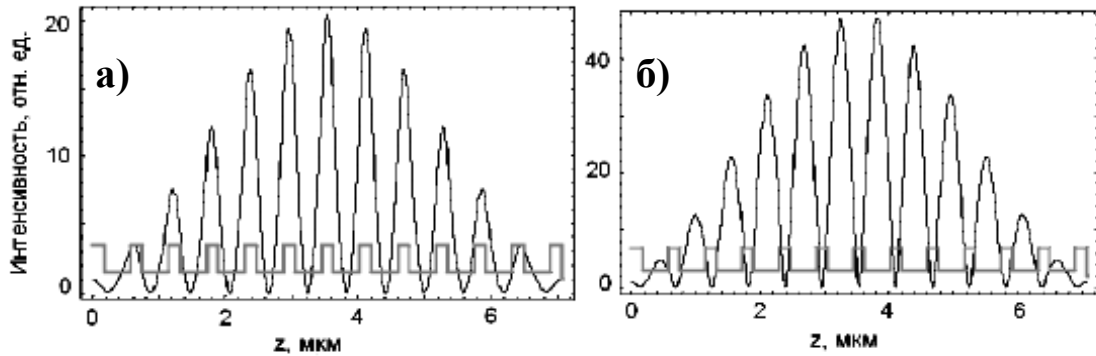 Интенсивность, отн. ед.
а)
20
10
0
0 2 4 6
z, мкм
б)
40
20
0
0 2 4 6
z, мкм